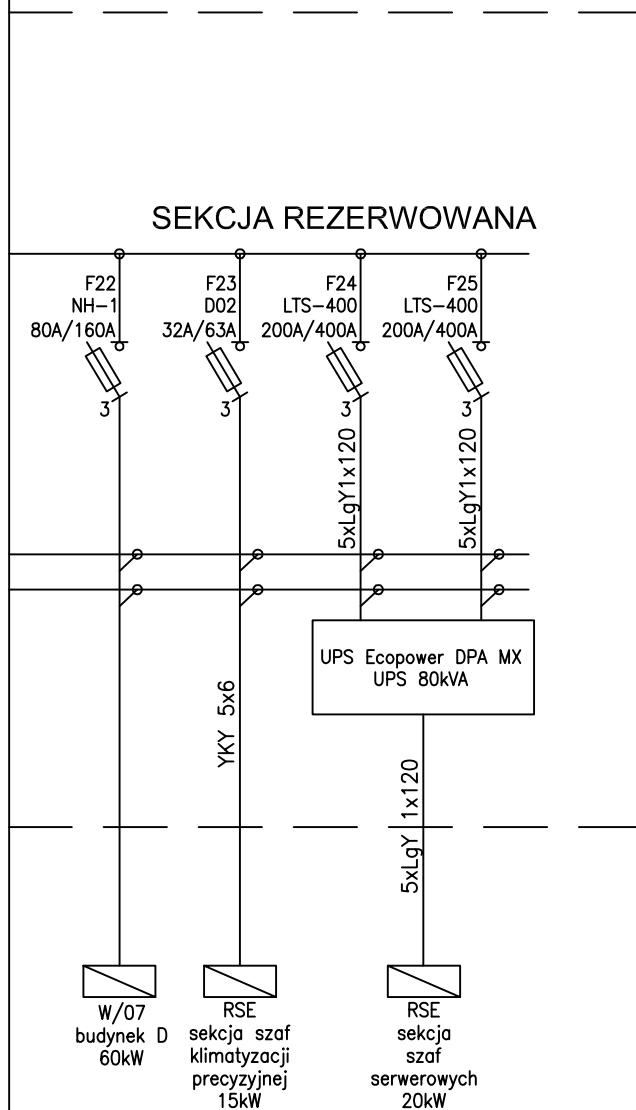 SEKCJA REZERWOWANA
F22
NH-1
80A/160A
3
F23
D02
32A/63A
3
F24
LTS-400
200A/400A
3
F25
LTS-400
200A/400A
3
5xLgY1x120
5xLgY1x120
UPS Ecopower DPA MX
UPS 80kVA
YKY 5x6
5xLgY 1x120
W/07
budynek D
60kW
RSE
sekcja szaf
klimatyzacji
precyzyjnej
15kW
RSE
sekcja
szaf
serwerowych
20kW